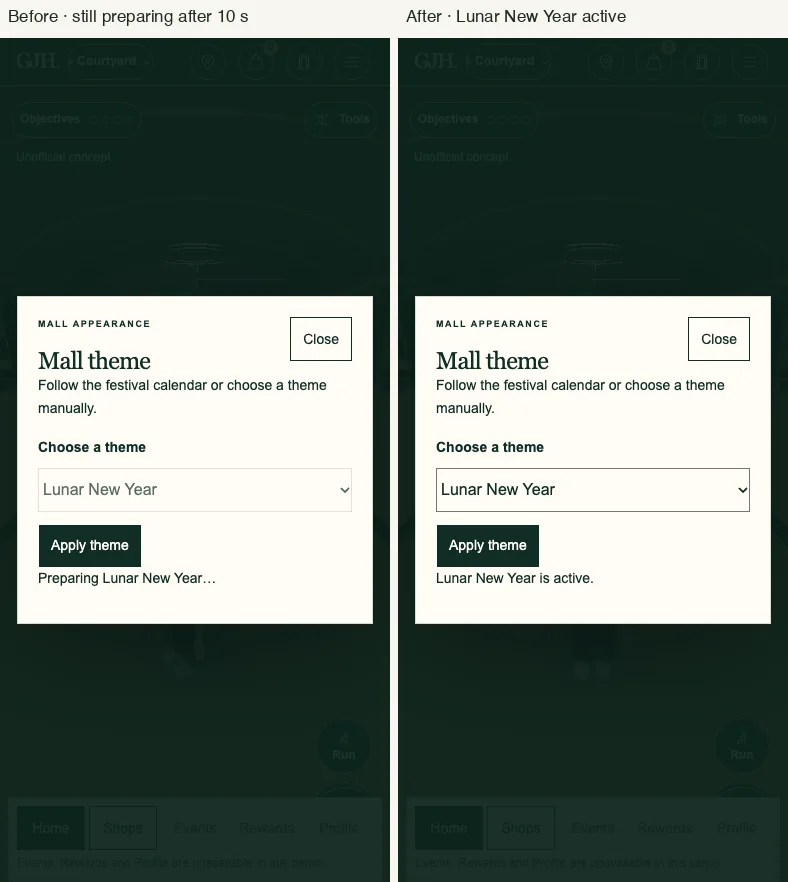 Before · still preparing after 10 s
GJH.
Courtyard
0
Objectives
Tools
Unofficial concept
MALL APPEARANCE
Close
Mall theme
Follow the festival calendar or choose a theme
manually.
Choose a theme
Lunar New Year
Apply theme
Preparing Lunar New Year…
Run
Home
Shops
Events
Rewards
Profile
Events, Rewards and Profile are unavailable in this demo.
After · Lunar New Year active
GJH.
Courtyard
0
Objectives
Tools
Unofficial concept
MALL APPEARANCE
Close
Mall theme
Follow the festival calendar or choose a theme
manually.
Choose a theme
Lunar New Year
Apply theme
Lunar New Year is active.
Run
Home
Shops
Events
Rewards
Profile
Events, Rewards and Profile are unavailable in this demo.